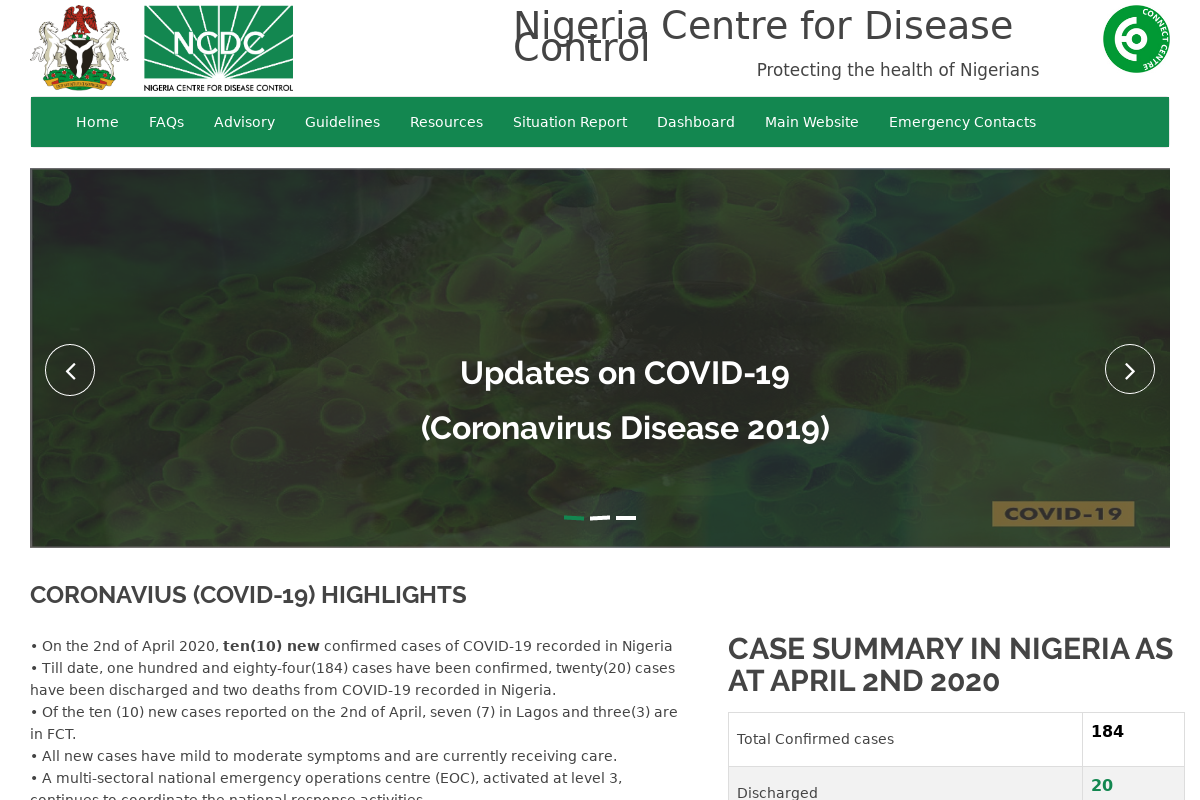 NCDC
NIGERIA CENTRE FOR DISEASE CONTROL
Nigeria Centre for Disease
Control
Protecting the health of Nigerians
CONNECT CENTRE
Home FAQs Advisory Guidelines Resources Situation Report Dashboard Main Website Emergency Contacts
Updates on COVID-19
(Coronavirus Disease 2019)
COVID-19
CORONAVIUS (COVID-19) HIGHLIGHTS
• On the 2nd of April 2020, ten(10) new confirmed cases of COVID-19 recorded in Nigeria
• Till date, one hundred and eighty-four(184) cases have been confirmed, twenty(20) cases
have been discharged and two deaths from COVID-19 recorded in Nigeria.
• Of the ten (10) new cases reported on the 2nd of April, seven (7) in Lagos and three(3) are
in FCT.
• All new cases have mild to moderate symptoms and are currently receiving care.
• A multi-sectoral national emergency operations centre (EOC), activated at level 3,
continues to coordinate the national response activities
CASE SUMMARY IN NIGERIA AS
AT APRIL 2ND 2020
Total Confirmed cases 184
Discharged 20